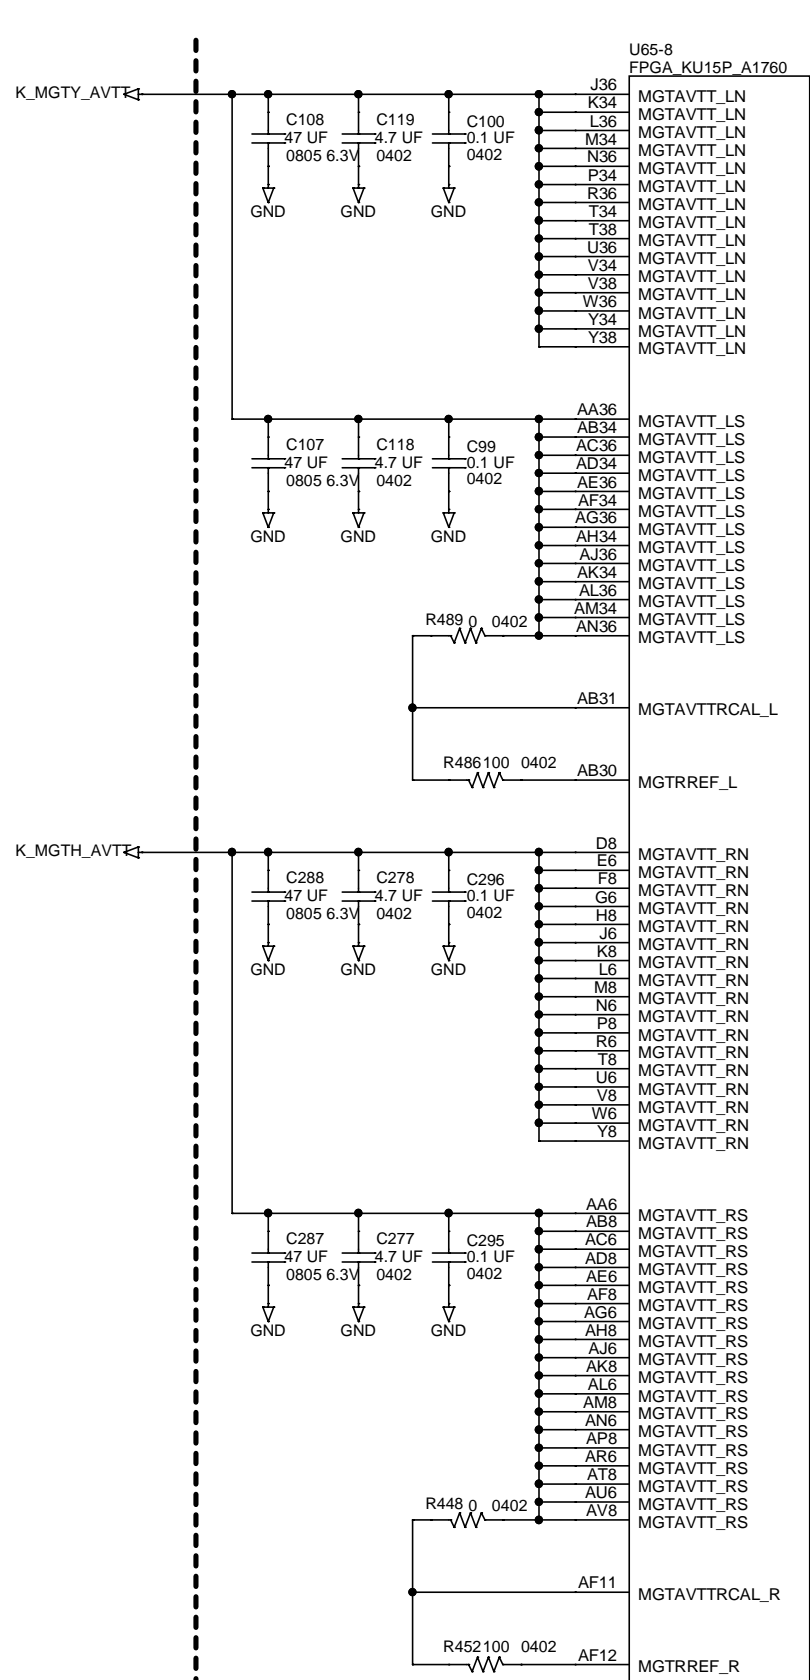 U65-8
FPGA_KU15P_A1760
K_MGTY_AVTT
J36 MGTAVTT_LN
K34 MGTAVTT_LN
L36 MGTAVTT_LN
M34 MGTAVTT_LN
N36 MGTAVTT_LN
P34 MGTAVTT_LN
R36 MGTAVTT_LN
T34 MGTAVTT_LN
T38 MGTAVTT_LN
U36 MGTAVTT_LN
V34 MGTAVTT_LN
V38 MGTAVTT_LN
W36 MGTAVTT_LN
Y34 MGTAVTT_LN
Y38 MGTAVTT_LN
C108 C119 C100
47 UF 4.7 UF 0.1 UF
0805 6.3V 0402 0402
GND GND GND
AA36 MGTAVTT_LS
AB34 MGTAVTT_LS
AC36 MGTAVTT_LS
AD34 MGTAVTT_LS
AE36 MGTAVTT_LS
AF34 MGTAVTT_LS
AG36 MGTAVTT_LS
AH34 MGTAVTT_LS
AJ36 MGTAVTT_LS
AK34 MGTAVTT_LS
AL36 MGTAVTT_LS
AM34 MGTAVTT_LS
AN36 MGTAVTT_LS
C107 C118 C99
47 UF 4.7 UF 0.1 UF
0805 6.3V 0402 0402
GND GND GND
R489 0 0402
AB31 MGTAVTTRCAL_L
R486 100 0402
AB30 MGTRREF_L
K_MGTH_AVTT
D8 MGTAVTT_RN
E6 MGTAVTT_RN
F8 MGTAVTT_RN
G6 MGTAVTT_RN
H8 MGTAVTT_RN
J6 MGTAVTT_RN
K8 MGTAVTT_RN
L6 MGTAVTT_RN
M8 MGTAVTT_RN
N6 MGTAVTT_RN
P8 MGTAVTT_RN
R6 MGTAVTT_RN
T8 MGTAVTT_RN
U6 MGTAVTT_RN
V8 MGTAVTT_RN
W6 MGTAVTT_RN
Y8 MGTAVTT_RN
C288 C278 C296
47 UF 4.7 UF 0.1 UF
0805 6.3V 0402 0402
GND GND GND
AA6 MGTAVTT_RS
AB8 MGTAVTT_RS
AC6 MGTAVTT_RS
AD8 MGTAVTT_RS
AE6 MGTAVTT_RS
AF8 MGTAVTT_RS
AG6 MGTAVTT_RS
AH8 MGTAVTT_RS
AJ6 MGTAVTT_RS
AK8 MGTAVTT_RS
AL6 MGTAVTT_RS
AM8 MGTAVTT_RS
AN6 MGTAVTT_RS
AP8 MGTAVTT_RS
AR6 MGTAVTT_RS
AT8 MGTAVTT_RS
AU6 MGTAVTT_RS
AV8 MGTAVTT_RS
C287 C277 C295
47 UF 4.7 UF 0.1 UF
0805 6.3V 0402 0402
GND GND GND
R448 0 0402
AF11 MGTAVTTRCAL_R
R452 100 0402
AF12 MGTRREF_R